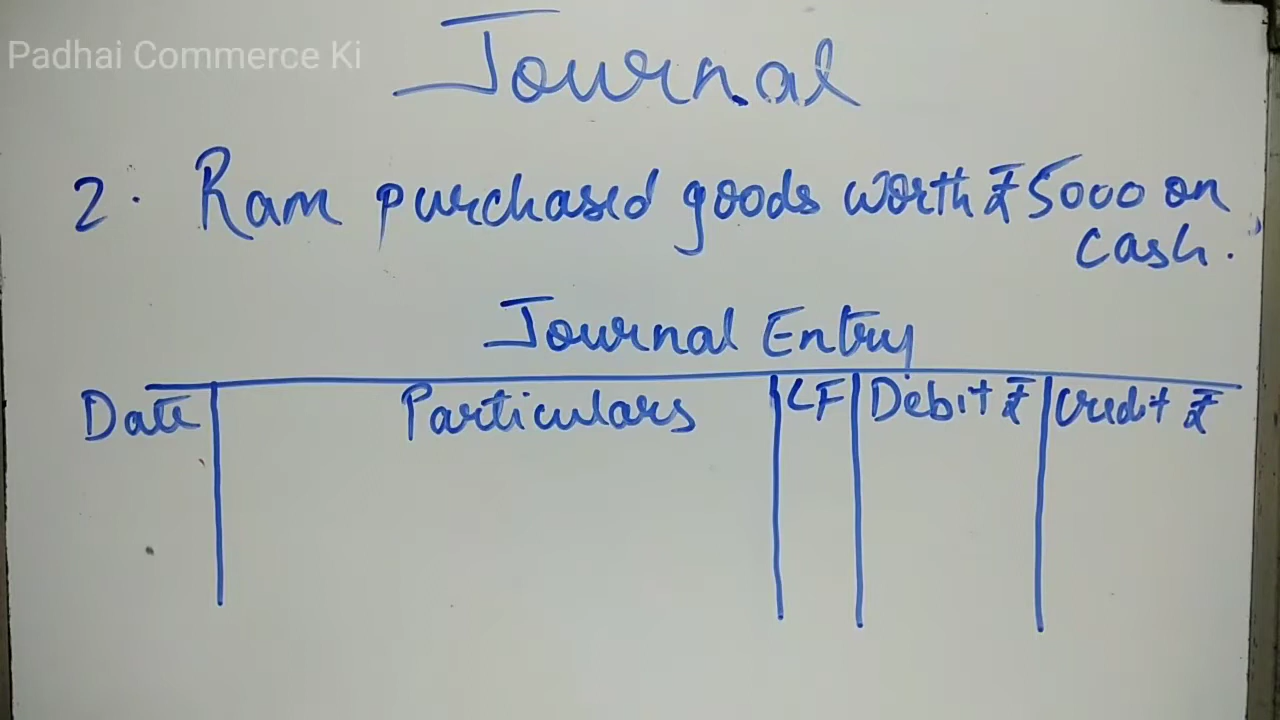 Padhai Commerce Ki
Journal
2. Ram purchased goods worth ₹5000 on
cash.
Journal Entry
Date Particulars LF Debit ₹ Credit ₹